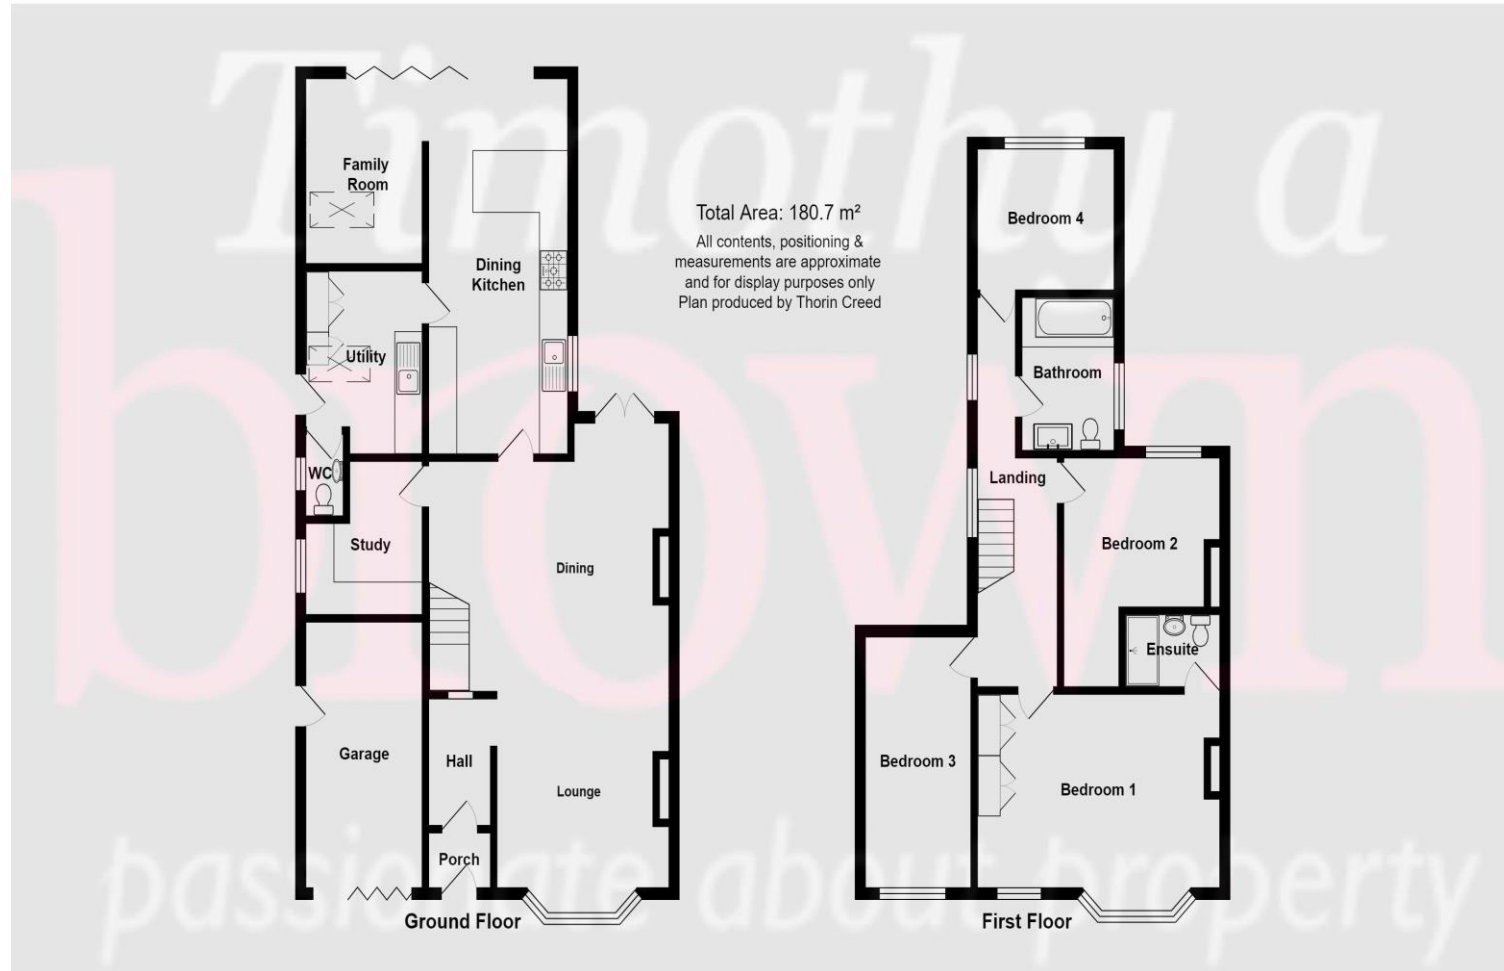 Timothy a
brown
passionate about property
Family
Room
Dining
Kitchen
Utility
WC
Study
Dining
Garage
Hall
Lounge
Porch
Ground Floor
Total Area: 180.7 m²
All contents, positioning &
measurements are approximate
and for display purposes only
Plan produced by Thorin Creed
Bedroom 4
Bathroom
Landing
Bedroom 2
Ensuite
Bedroom 3
Bedroom 1
First Floor